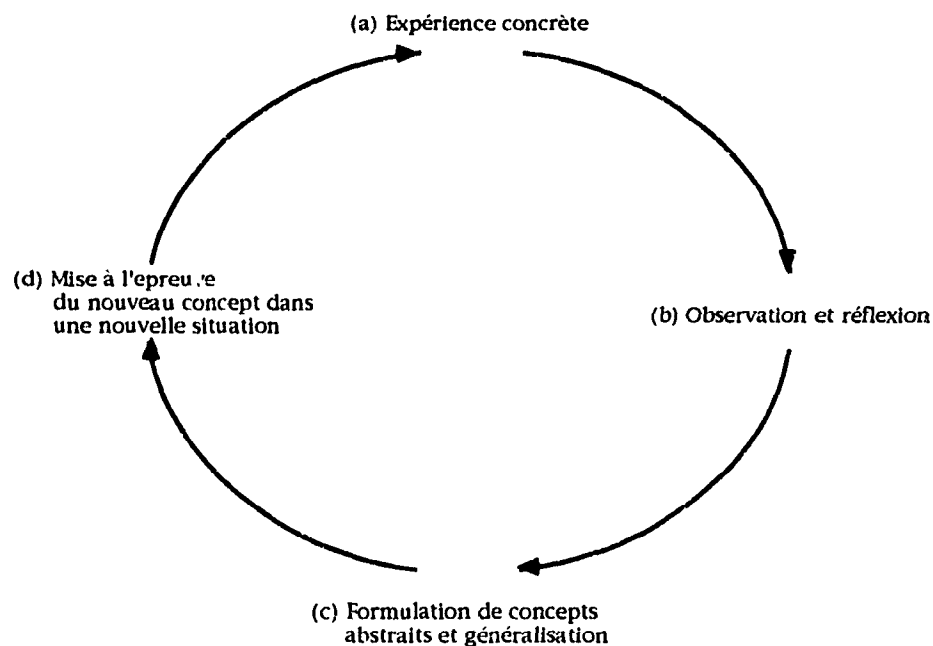 (a) Expérience concrète
(b) Observation et réflexion
(c) Formulation de concepts
abstraits et généralisation
(d) Mise à l'epreuve
du nouveau concept dans
une nouvelle situation